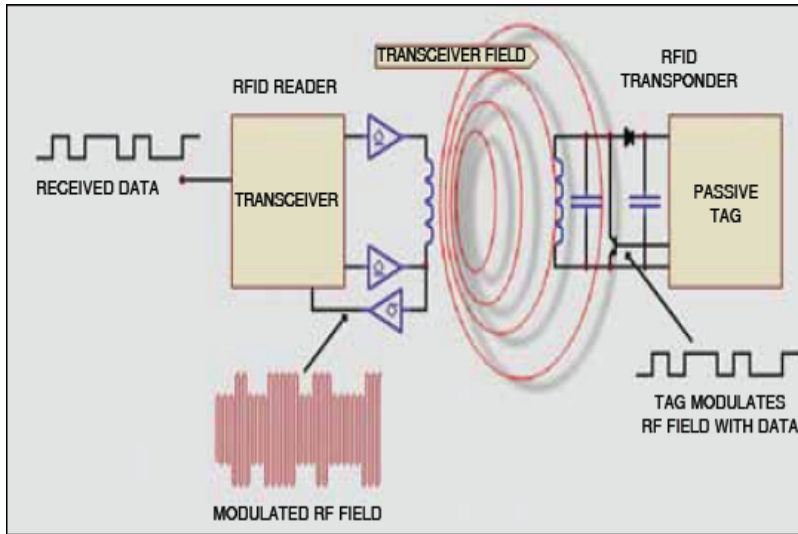 TRANSCEIVER FIELD
RFID READER
RFID
TRANSPONDER
RECEIVED DATA
TRANSCEIVER
PASSIVE
TAG
TAG MODULATES
RF FIELD WITH DATA
MODULATED RF FIELD